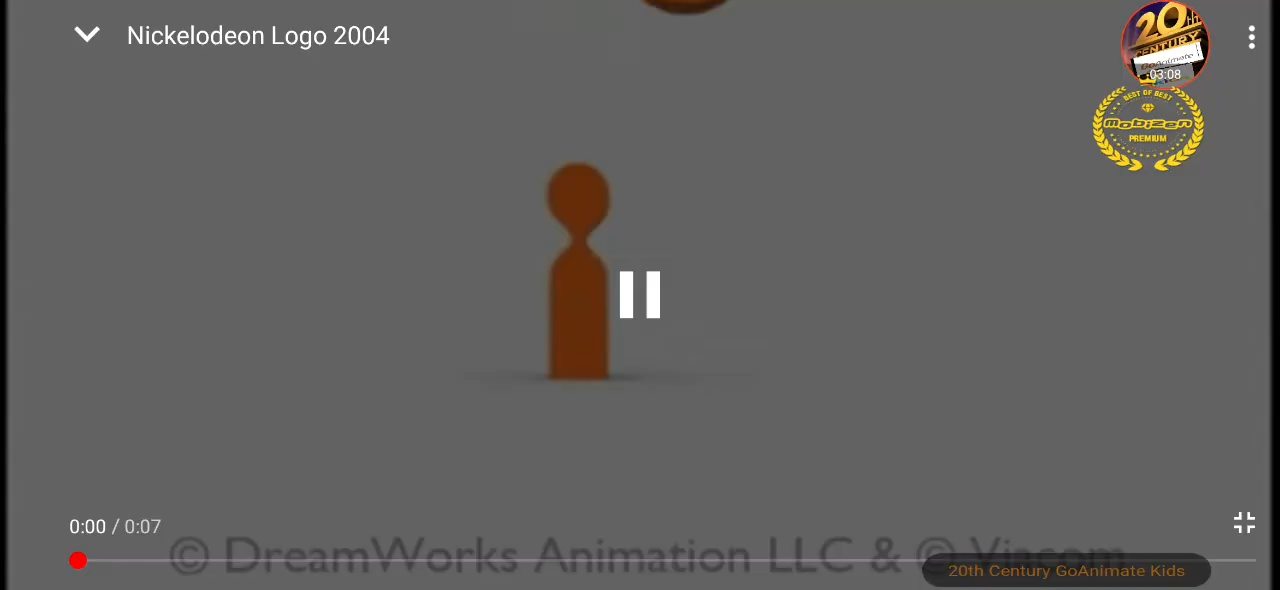 Nickelodeon Logo 2004
20th
CENTURY
GoAnimate
03:08
BEST OF BEST
mobizen
PREMIUM
0:00 / 0:07
© DreamWorks Animation LLC & © Viacom
20th Century GoAnimate Kids